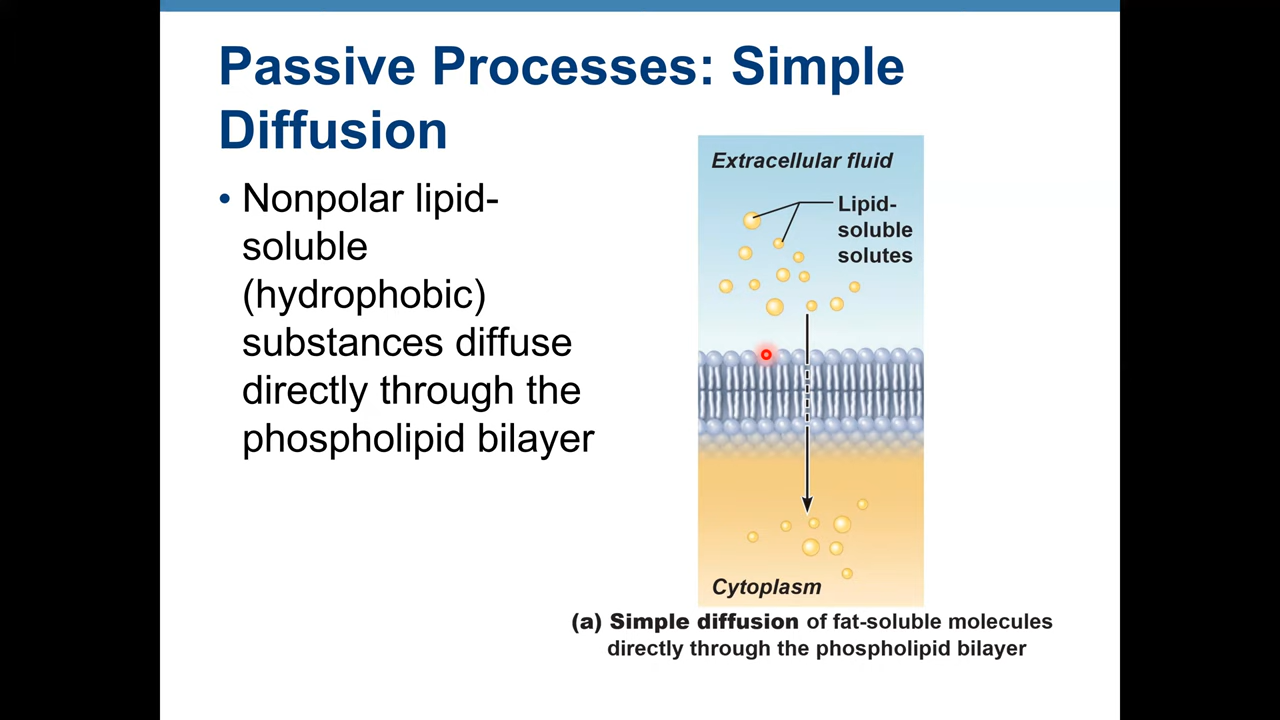 Passive Processes: Simple
Diffusion
• Nonpolar lipid-
soluble
(hydrophobic)
substances diffuse
directly through the
phospholipid bilayer
Extracellular fluid
Lipid-
soluble
solutes
Cytoplasm
(a) Simple diffusion of fat-soluble molecules
directly through the phospholipid bilayer